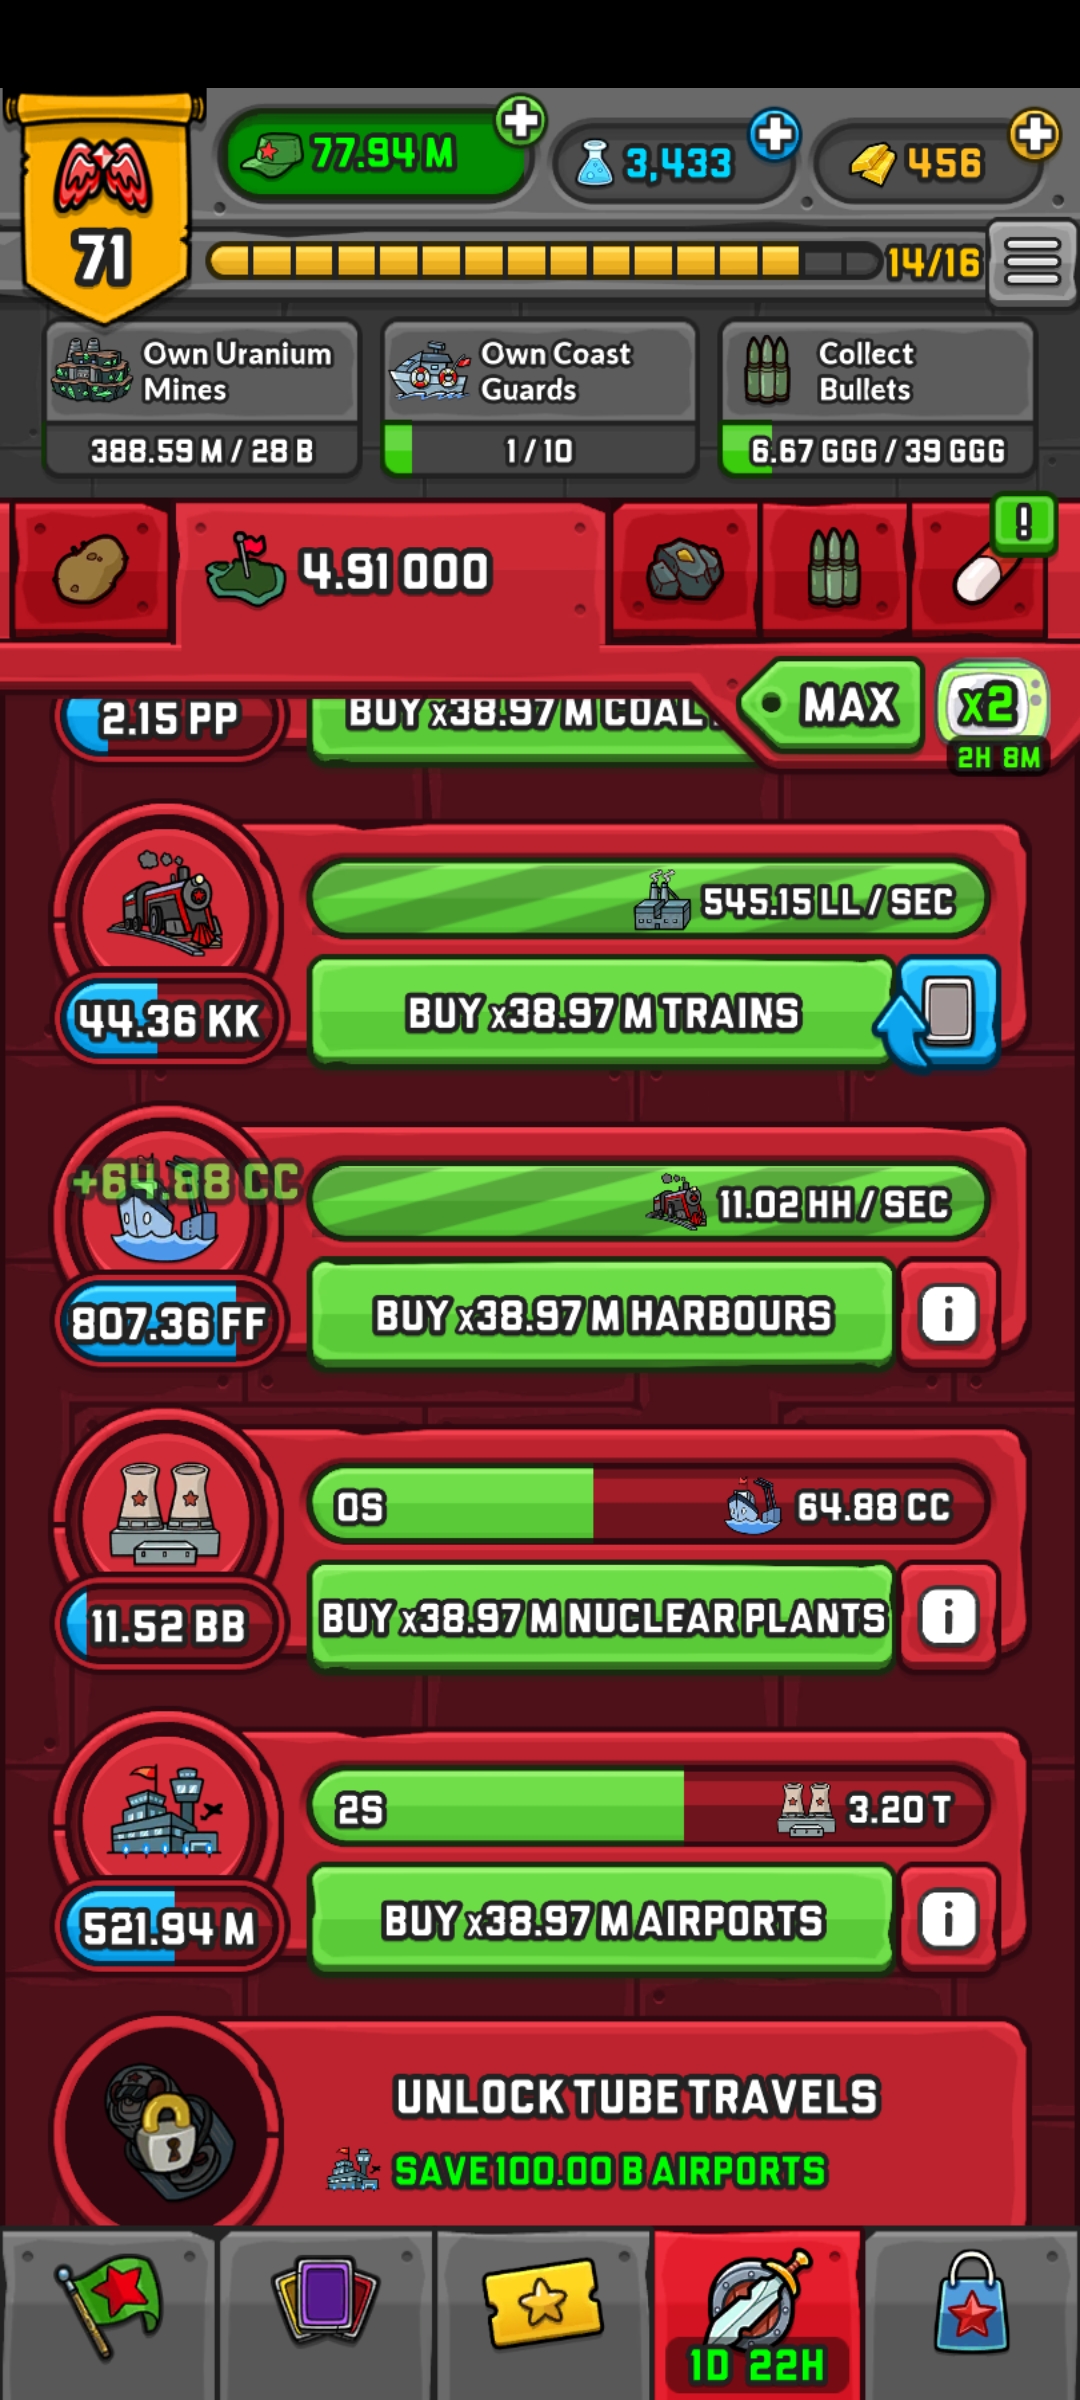 77.94 M
3,433
456
71
14/16
Own Uranium
Mines
388.59 M / 28 B
Own Coast
Guards
1 / 10
Collect
Bullets
6.67 GGG / 39 GGG
!
4.91 000
MAX
x2
2H 8M
2.15 PP
BUY x38.97 M COAL
545.15 LL / SEC
44.36 KK
BUY x38.97 M TRAINS
+64.88 CC
11.02 HH / SEC
807.36 FF
BUY x38.97 M HARBOURS
i
0S
64.88 CC
11.52 BB
BUY x38.97 M NUCLEAR PLANTS
i
2S
3.20 T
521.94 M
BUY x38.97 M AIRPORTS
i
UNLOCK TUBE TRAVELS
SAVE 100.00 B AIRPORTS
1D 22H